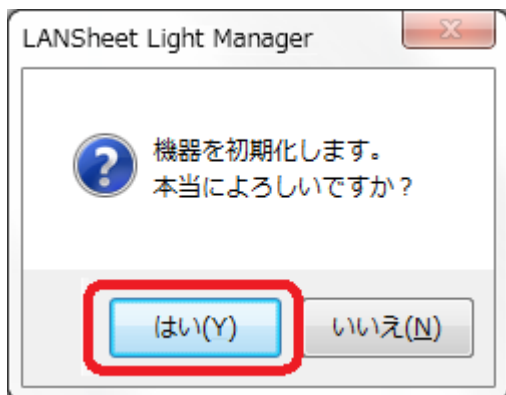 LANSheet Light Manager
機器を初期化します。
本当によろしいですか？
はい(Y)
いいえ(N)